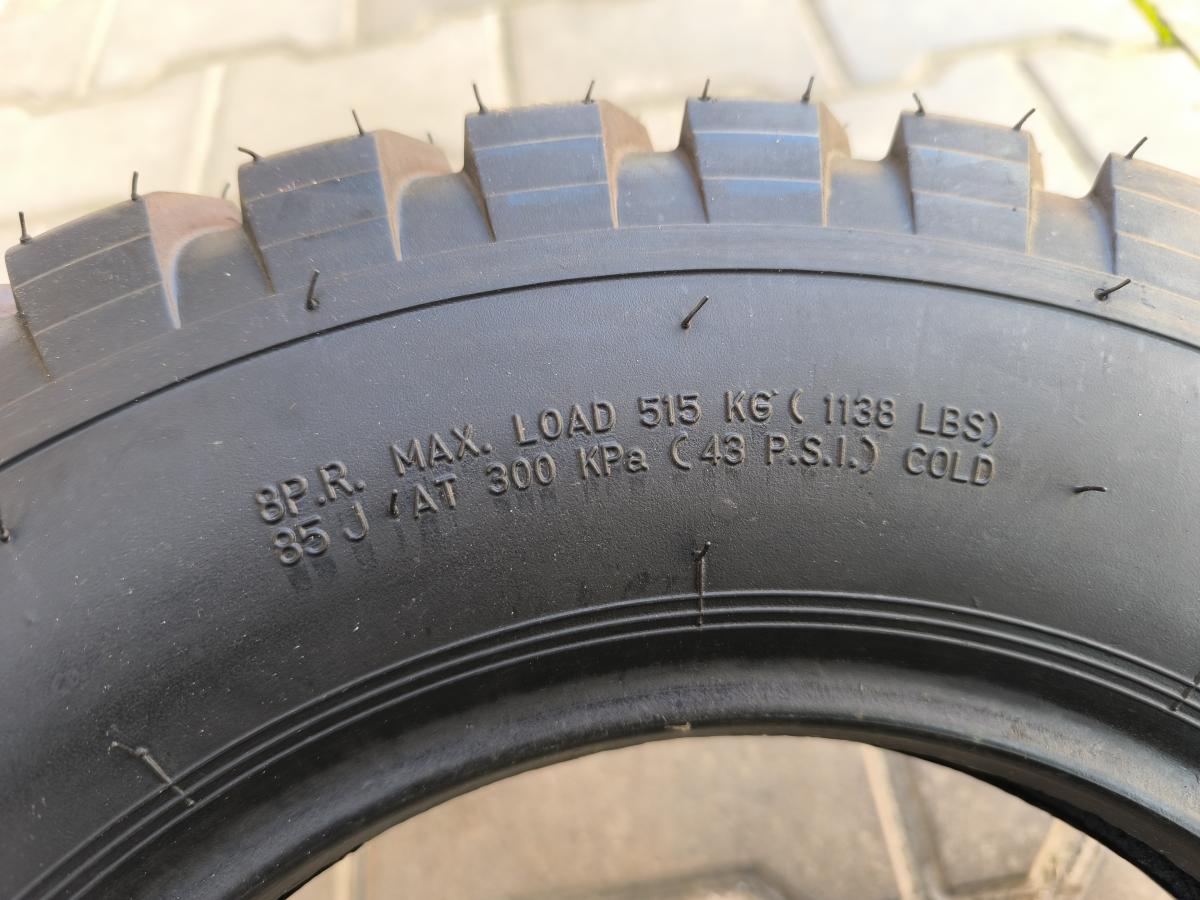 8P.R. MAX. LOAD 515 KG ( 1138 LBS)
85 J AT 300 KPa ( 43 P.S.I.) COLD